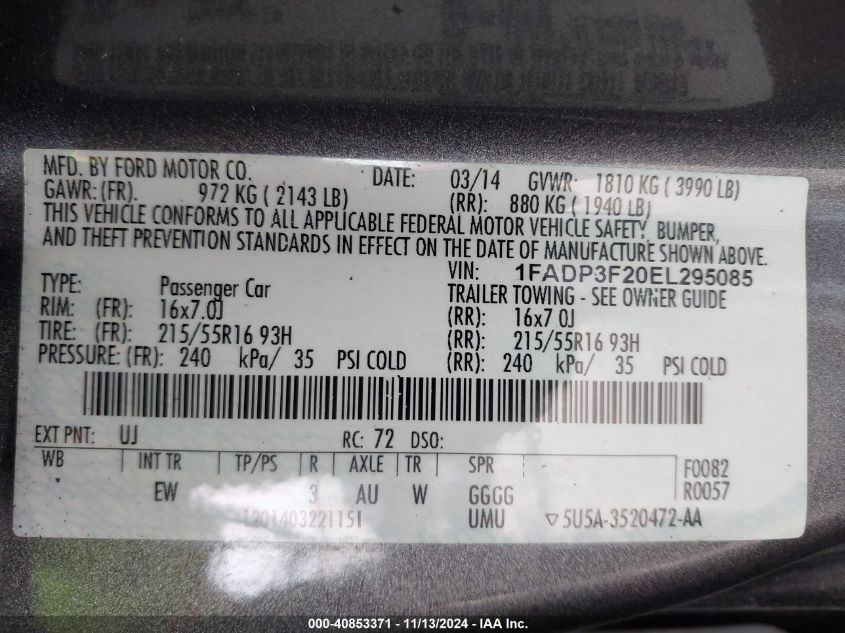 MFD. BY FORD MOTOR CO. DATE: 03/14 GVWR: 1810 KG ( 3990 LB)
GAWR: (FR). 972 KG ( 2143 LB) (RR): 880 KG ( 1940 LB)
THIS VEHICLE CONFORMS TO ALL APPLICABLE FEDERAL MOTOR VEHICLE SAFETY, BUMPER,
AND THEFT PREVENTION STANDARDS IN EFFECT ON THE DATE OF MANUFACTURE SHOWN ABOVE.
VIN: 1FADP3F20EL295085
TYPE: Passenger Car TRAILER TOWING - SEE OWNER GUIDE
RIM: (FR): 16x7.0J (RR): 16x7.0J
TIRE: (FR): 215/55R16 93H (RR): 215/55R16 93H
PRESSURE: (FR): 240 kPa/ 35 PSI COLD (RR): 240 kPa/ 35 PSI COLD
EXT PNT: UJ RC: 72 DSO:
WB INT TR TP/PS R AXLE TR SPR F0082
EW 3 AU W GGGG R0057
UMU ▽5U5A-3520472-AA
000-40853371 - 11/13/2024 - IAA Inc.